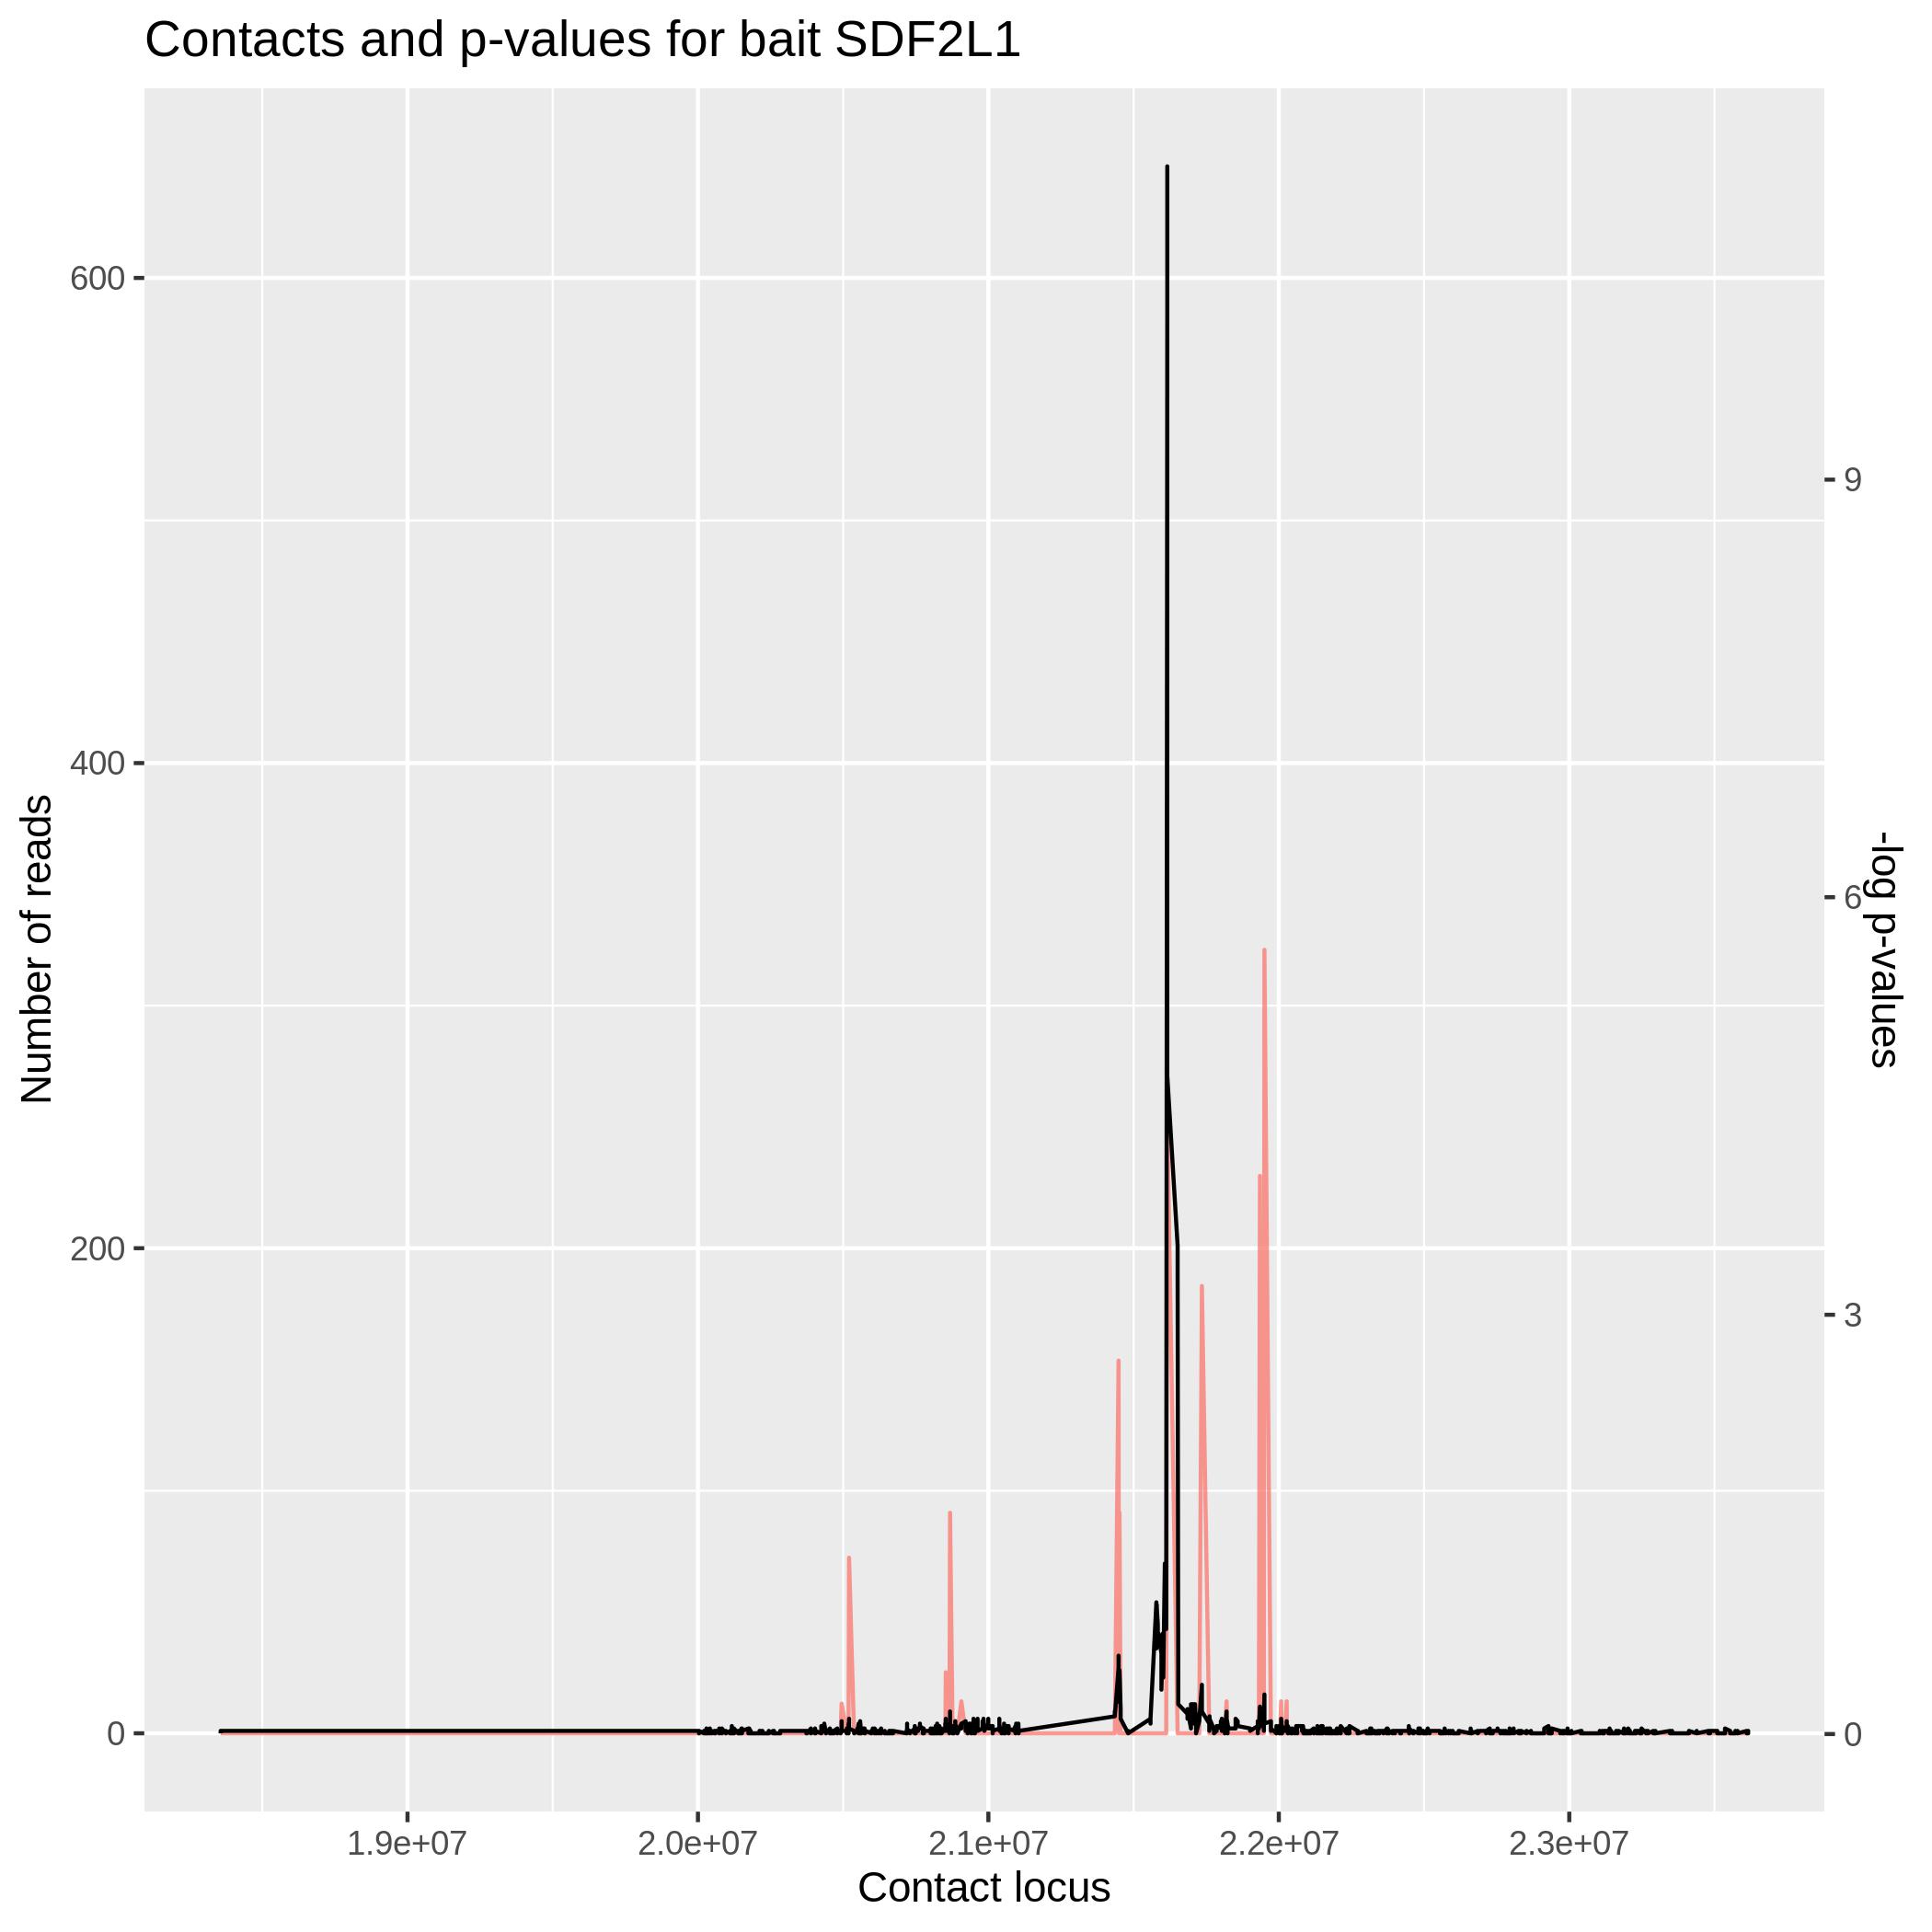 Contacts and p-values for bait SDF2L1
600
400
200
0
Number of reads
9
6
3
0
-log p-values
1.9e+07 2.0e+07 2.1e+07 2.2e+07 2.3e+07
Contact locus